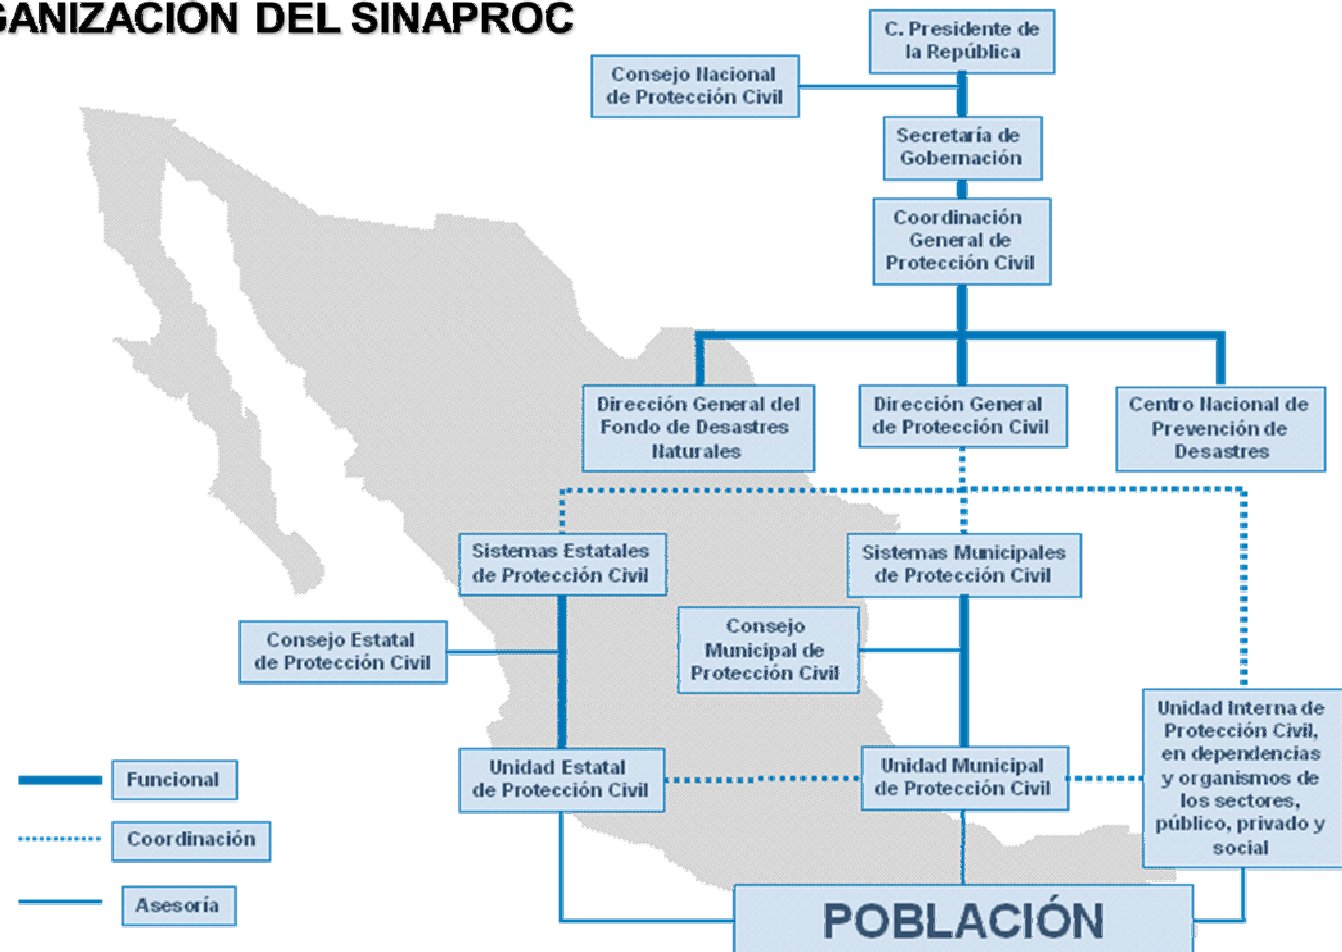 GANIZACIÓN DEL SINAPROC
C. Presidente de
la República
Consejo Nacional
de Protección Civil
Secretaría de
Gobernación
Coordinación
General de
Protección Civil
Dirección General del
Fondo de Desastres
Naturales
Dirección General
de Protección Civil
Centro Nacional de
Prevención de
Desastres
Sistemas Estatales
de Protección Civil
Sistemas Municipales
de Protección Civil
Consejo Estatal
de Protección Civil
Consejo
Municipal de
Protección Civil
Unidad Estatal
de Protección Civil
Unidad Municipal
de Protección Civil
Unidad Interna de
Protección Civil,
en dependencias
y organismos de
los sectores,
público, privado y
social
Funcional
Coordinación
Asesoría
POBLACIÓN